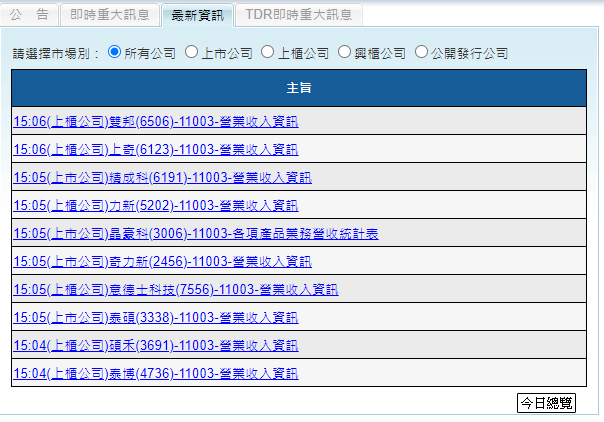 公 告 即時重大訊息 最新資訊 TDR即時重大訊息
請選擇市場別： 所有公司 上市公司 上櫃公司 興櫃公司 公開發行公司
主旨
15:06(上櫃公司)雙邦(6506)-11003-營業收入資訊
15:06(上櫃公司)上奇(6123)-11003-營業收入資訊
15:05(上市公司)精成科(6191)-11003-營業收入資訊
15:05(上櫃公司)力新(5202)-11003-營業收入資訊
15:05(上市公司)晶豪科(3006)-11003-各項產品業務營收統計表
15:05(上市公司)奇力新(2456)-11003-營業收入資訊
15:05(上櫃公司)意德士科技(7556)-11003-營業收入資訊
15:05(上市公司)泰碩(3338)-11003-營業收入資訊
15:04(上櫃公司)碩禾(3691)-11003-營業收入資訊
15:04(上櫃公司)泰博(4736)-11003-營業收入資訊
今日總覽